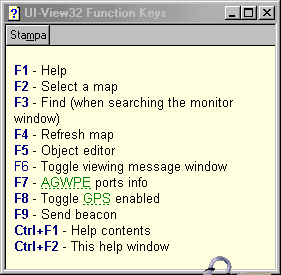 UI-View32 Function Keys
Stampa
F1 - Help
F2 - Select a map
F3 - Find (when searching the monitor
window)
F4 - Refresh map
F5 - Object editor
F6 - Toggle viewing message window
F7 - AGWPE ports info
F8 - Toggle GPS enabled
F9 - Send beacon
Ctrl+F1 - Help contents
Ctrl+F2 - This help window